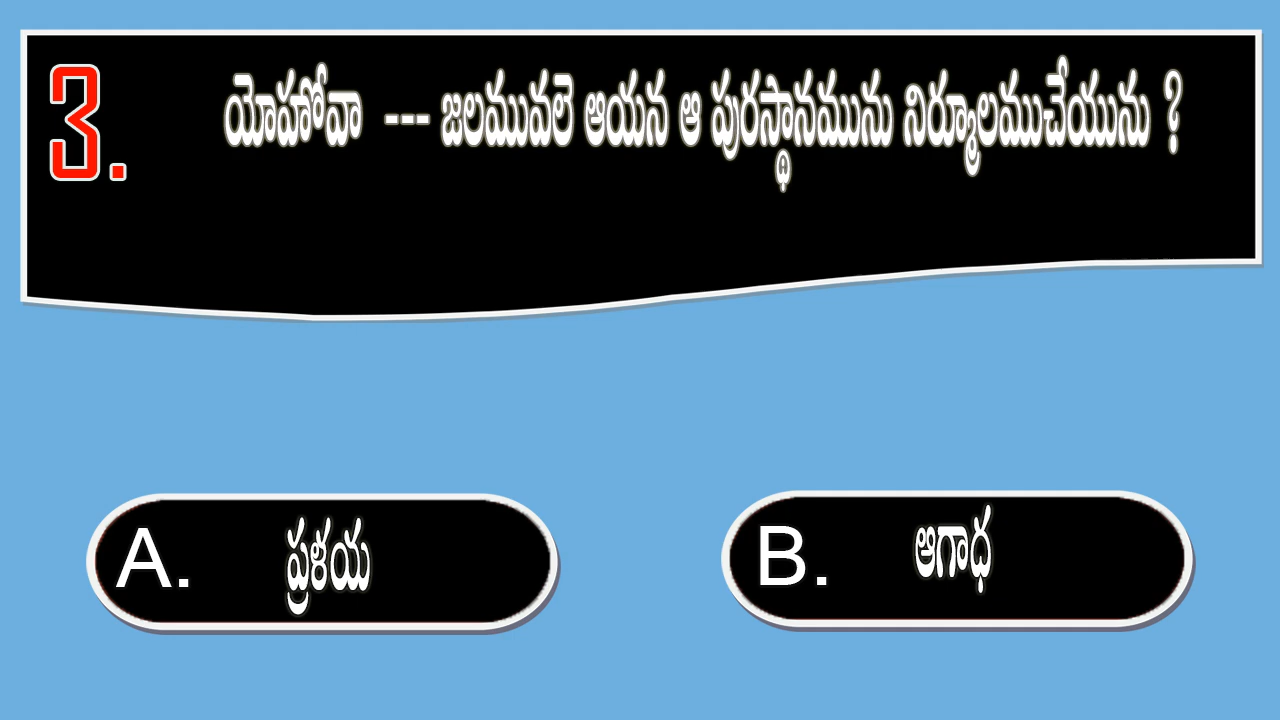 3. యోహోవా --- జలమువలె ఆయన ఆ పురస్థానమును నిర్మూలముచేయును ?
A. ప్రళయ
B. ఆగాధ